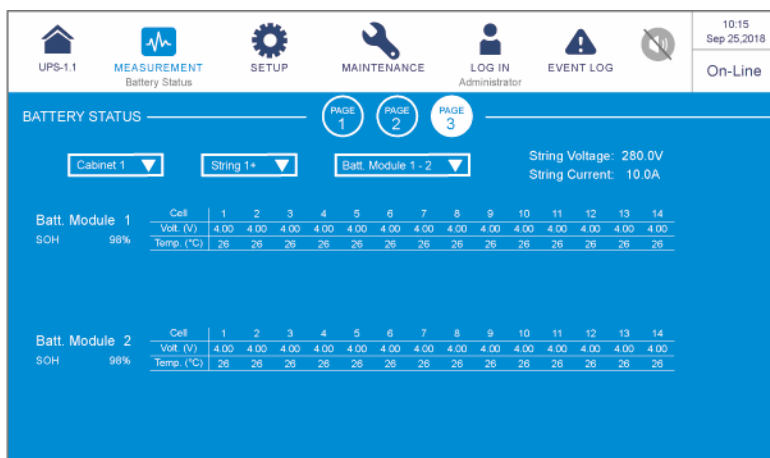 10:15
Sep 25,2018
UPS-1.1 MEASUREMENT SETUP MAINTENANCE LOG IN EVENT LOG
Battery Status Administrator
On-Line
BATTERY STATUS
PAGE 1 PAGE 2 PAGE 3
Cabinet 1 String 1+ Batt. Module 1 - 2
String Voltage: 280.0V
String Current: 10.0A
Batt. Module 1
SOH 98%
Cell 1 2 3 4 5 6 7 8 9 10 11 12 13 14
Volt. (V) 4.00 4.00 4.00 4.00 4.00 4.00 4.00 4.00 4.00 4.00 4.00 4.00 4.00 4.00
Temp. (°C) 26 26 26 26 26 26 26 26 26 26 26 26 26 26
Batt. Module 2
SOH 98%
Cell 1 2 3 4 5 6 7 8 9 10 11 12 13 14
Volt. (V) 4.00 4.00 4.00 4.00 4.00 4.00 4.00 4.00 4.00 4.00 4.00 4.00 4.00 4.00
Temp. (°C) 26 26 26 26 26 26 26 26 26 26 26 26 26 26